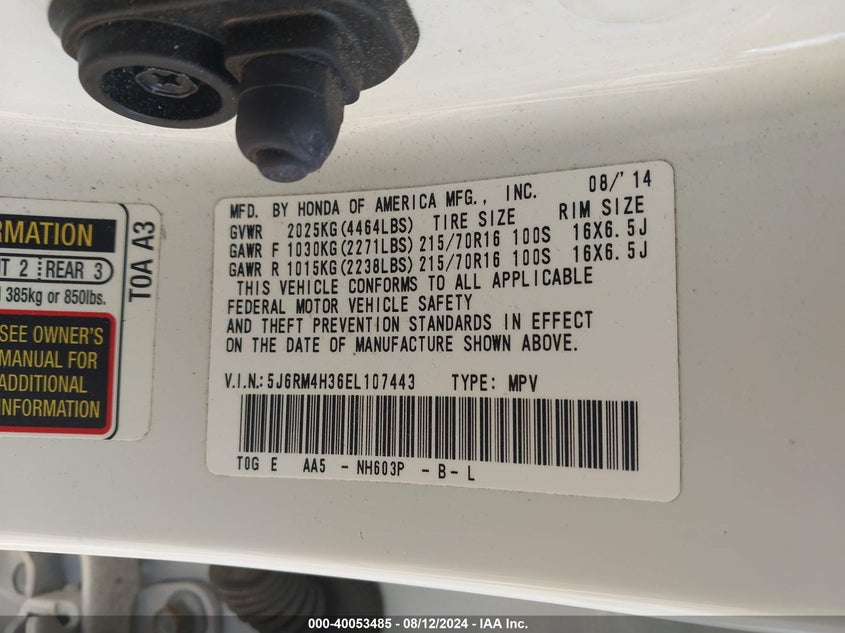 RMATION
T 2 REAR 3
385kg or 850lbs.
SEE OWNER'S
MANUAL FOR
ADDITIONAL
INFORMATION
T0A A3
MFD. BY HONDA OF AMERICA MFG., INC. 08/'14
GVWR 2025KG(4464LBS) TIRE SIZE RIM SIZE
GAWR F 1030KG(2271LBS) 215/70R16 100S 16X6.5J
GAWR R 1015KG(2238LBS) 215/70R16 100S 16X6.5J
THIS VEHICLE CONFORMS TO ALL APPLICABLE
FEDERAL MOTOR VEHICLE SAFETY
AND THEFT PREVENTION STANDARDS IN EFFECT
ON THE DATE OF MANUFACTURE SHOWN ABOVE.
V.I.N.: 5J6RM4H36EL107443 TYPE: MPV
T0G E AA5 - NH603P - B - L
000-40053485 - 08/12/2024 - IAA Inc.